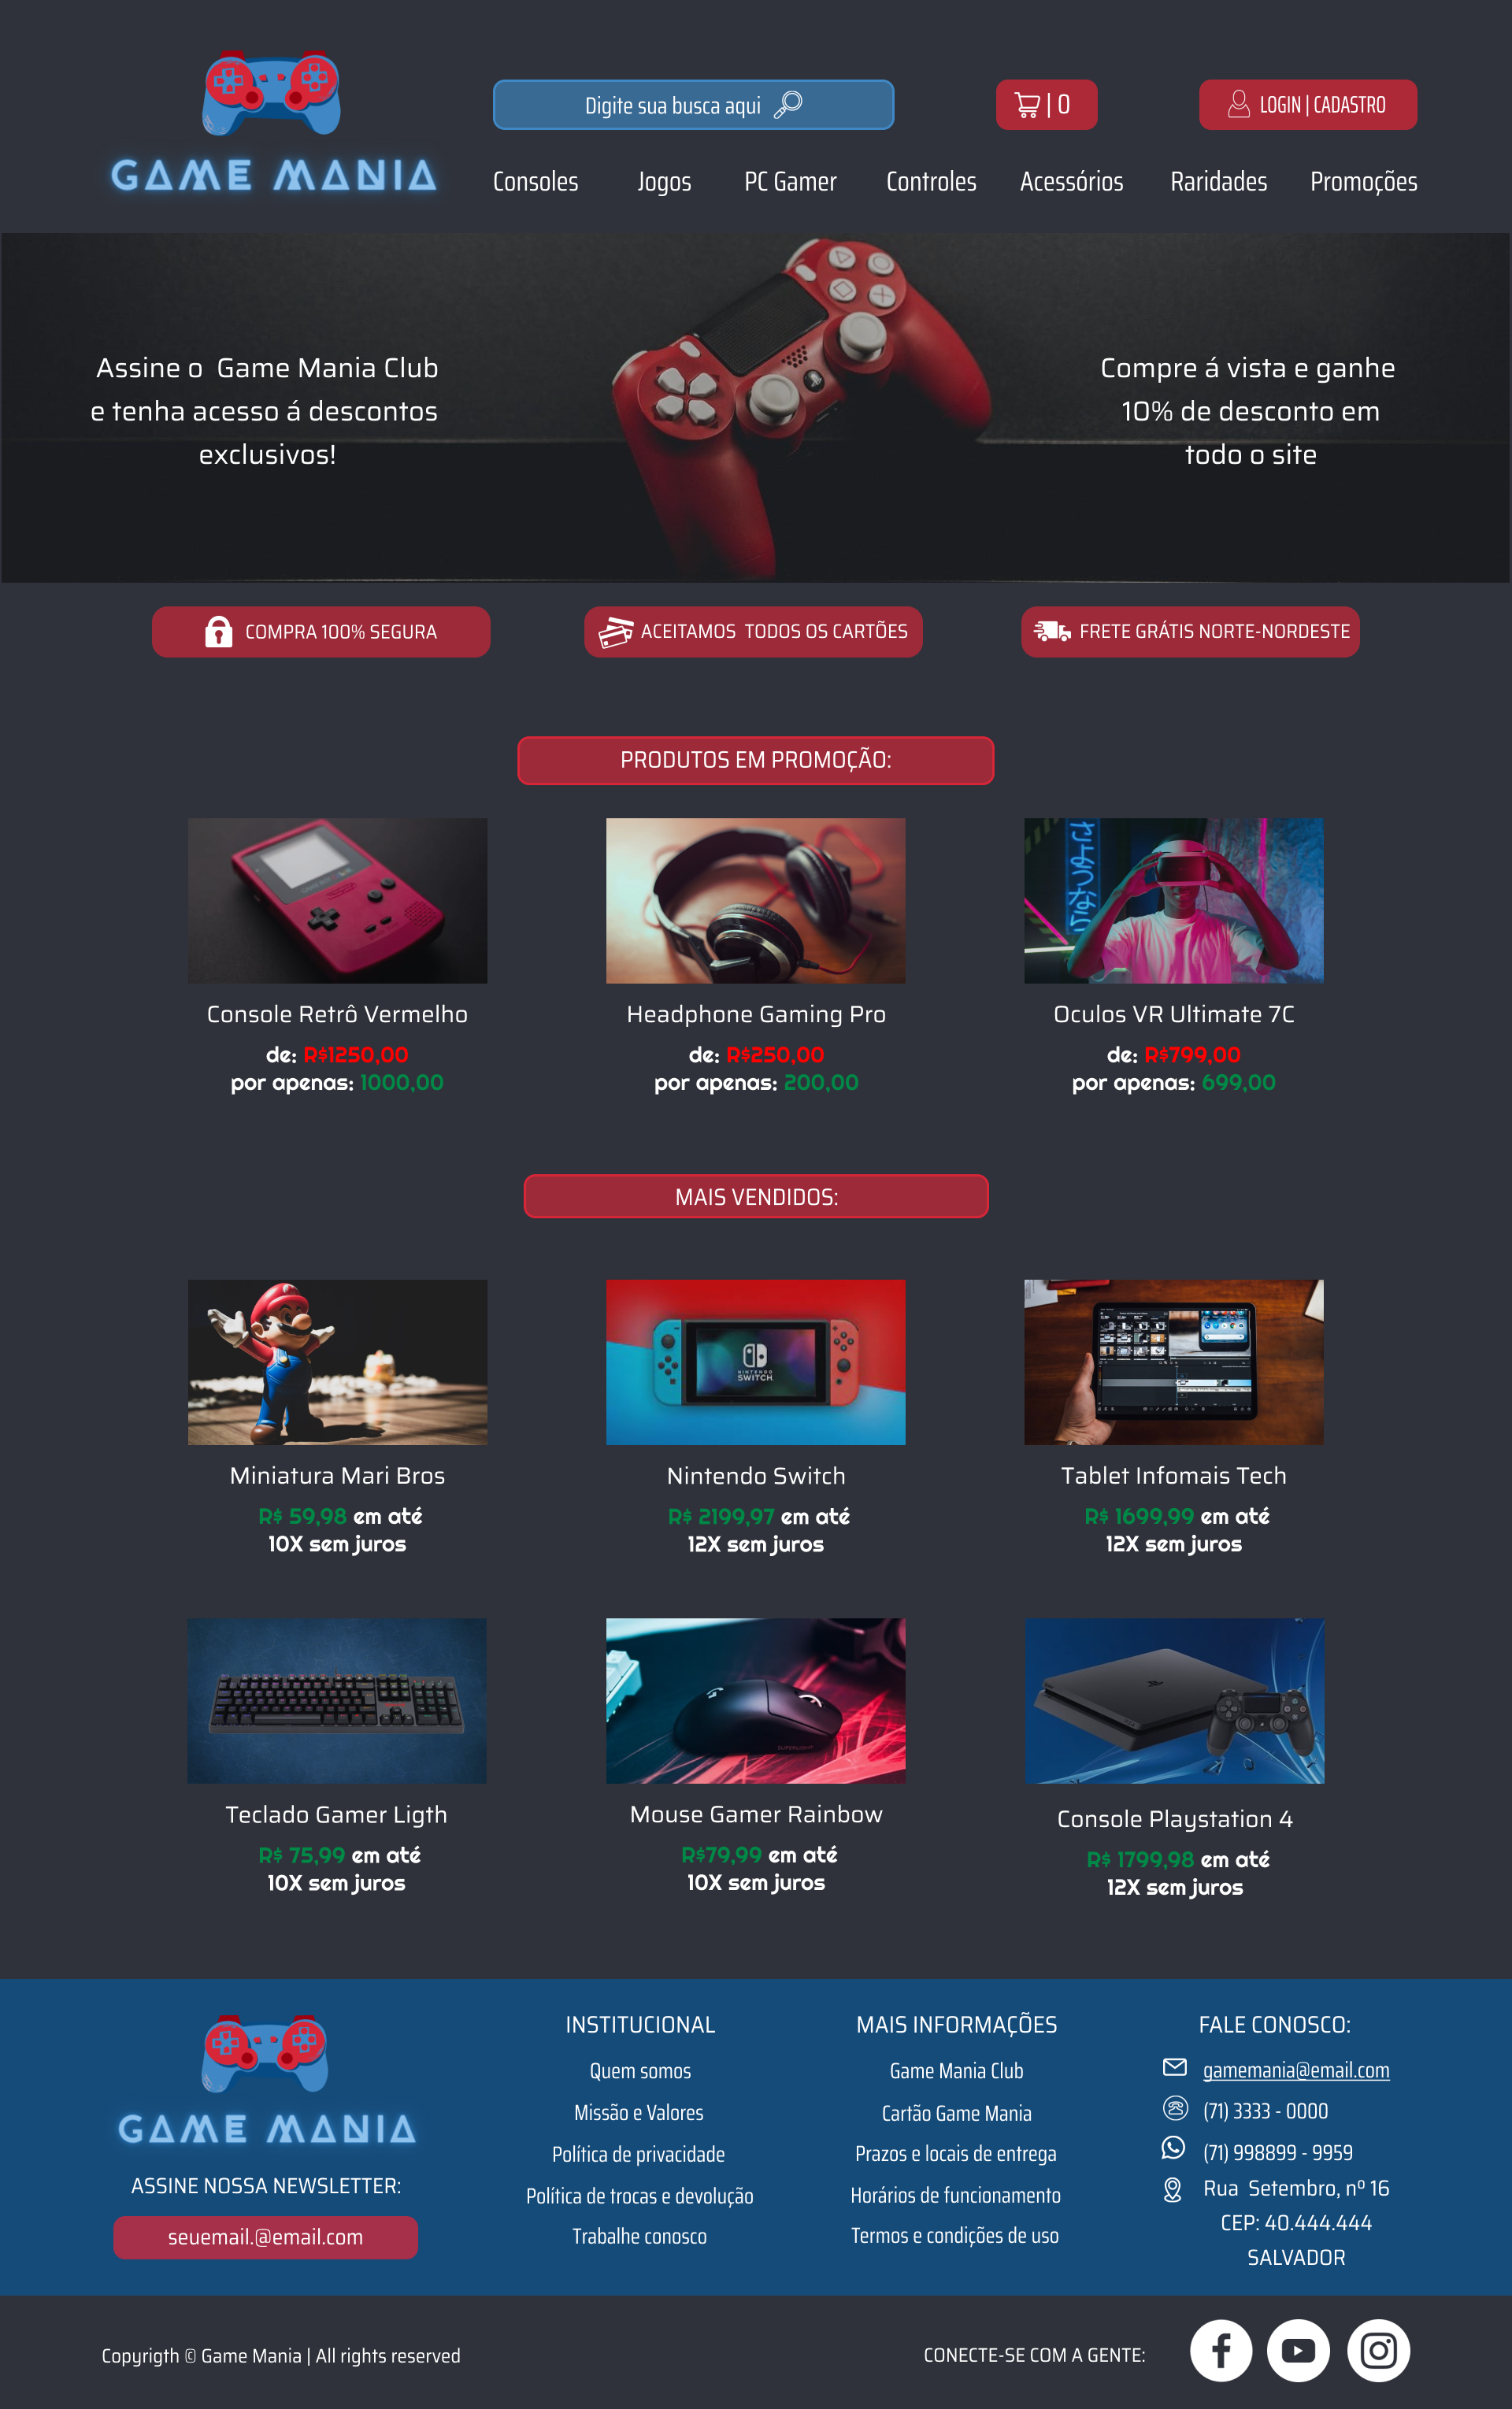 Digite sua busca aqui
| 0
LOGIN | CADASTRO
GAME MANIA
Consoles Jogos PC Gamer Controles Acessórios Raridades Promoções
Assine o Game Mania Club
e tenha acesso á descontos
exclusivos!
Compre á vista e ganhe
10% de desconto em
todo o site
COMPRA 100% SEGURA
ACEITAMOS TODOS OS CARTÕES
FRETE GRÁTIS NORTE-NORDESTE
PRODUTOS EM PROMOÇÃO:
Console Retrô Vermelho
de: R$1250,00
por apenas: 1000,00
Headphone Gaming Pro
de: R$250,00
por apenas: 200,00
Oculos VR Ultimate 7C
de: R$799,00
por apenas: 699,00
MAIS VENDIDOS:
Miniatura Mari Bros
R$ 59,98 em até
10X sem juros
NINTENDO
SWITCH
Nintendo Switch
R$ 2199,97 em até
12X sem juros
Tablet Infomais Tech
R$ 1699,99 em até
12X sem juros
Teclado Gamer Ligth
R$ 75,99 em até
10X sem juros
SUPERLIGHT
Mouse Gamer Rainbow
R$79,99 em até
10X sem juros
Console Playstation 4
R$ 1799,98 em até
12X sem juros
GAME MANIA
ASSINE NOSSA NEWSLETTER:
seuemail.@email.com
INSTITUCIONAL
Quem somos
Missão e Valores
Política de privacidade
Política de trocas e devolução
Trabalhe conosco
MAIS INFORMAÇÕES
Game Mania Club
Cartão Game Mania
Prazos e locais de entrega
Horários de funcionamento
Termos e condições de uso
FALE CONOSCO:
gamemania@email.com
(71) 3333 - 0000
(71) 998899 - 9959
Rua Setembro, nº 16
CEP: 40.444.444
SALVADOR
Copyrigth © Game Mania | All rights reserved
CONECTE-SE COM A GENTE: